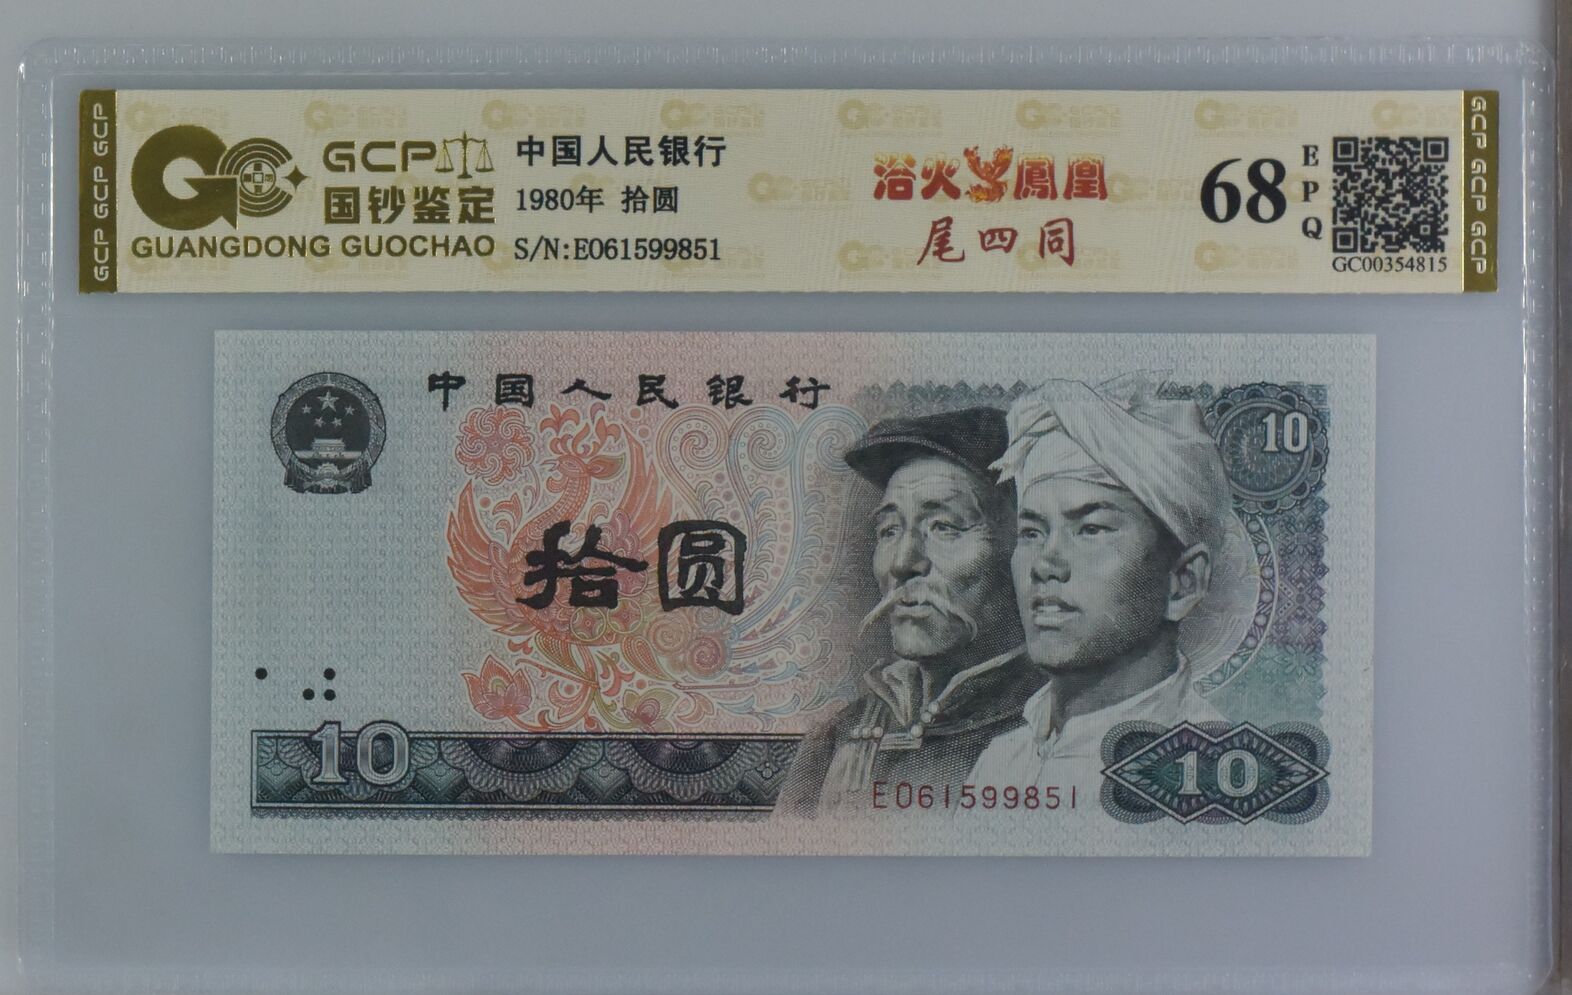 GCP GCP GCP
GCP
国钞鉴定
GUANGDONG GUOCHAO
中国人民银行
1980年 拾圆
S/N:E061599851
浴火鳳凰
尾四同
68
EPQ
GC00354815
GCP GCP GCP
中国人民银行
10
拾圆
10
E061599851
10